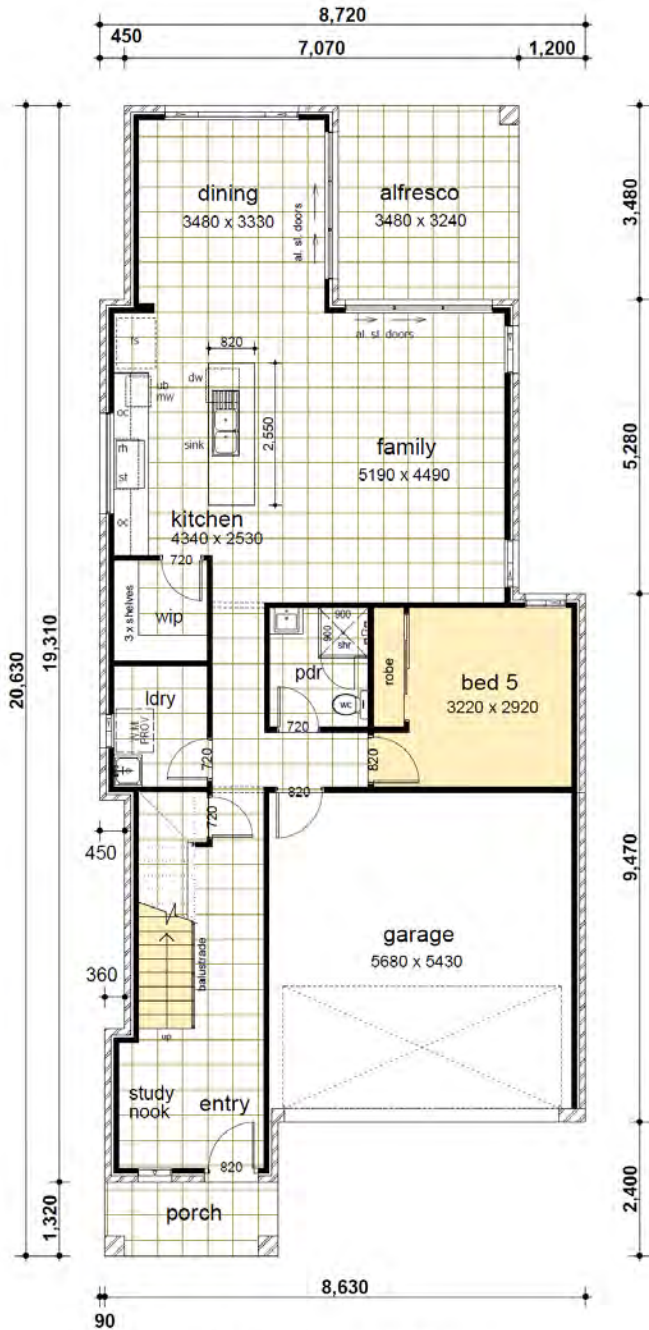 8,720
450
7,070
1,200
dining
3480 x 3330
al. sl. doors
alfresco
3480 x 3240
3,480
al. sl. doors
820
dw
ub
mw
oc
rh
st
oc
sink
2,550
family
5190 x 4490
5,280
kitchen
4340 x 2530
720
3 x shelves
wip
900
900
shr
pdr
wc
720
robe
bed 5
3220 x 2920
20,630
19,310
ldry
W.M
PROV.
720
820
820
720
450
9,470
garage
5680 x 5430
balustrade
360
up
study
nook
entry
820
porch
1,320
2,400
8,630
90